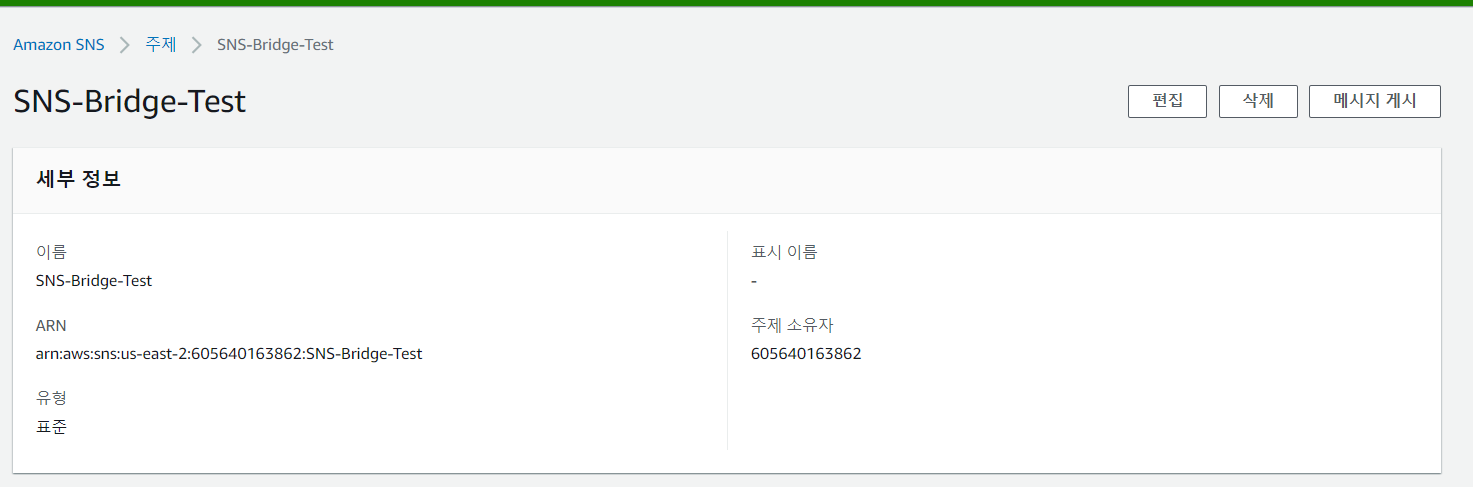 Amazon SNS > 주제 > SNS-Bridge-Test
SNS-Bridge-Test
편집 삭제 메시지 게시
세부 정보
이름
SNS-Bridge-Test
ARN
arn:aws:sns:us-east-2:605640163862:SNS-Bridge-Test
유형
표준
표시 이름
-
주제 소유자
605640163862